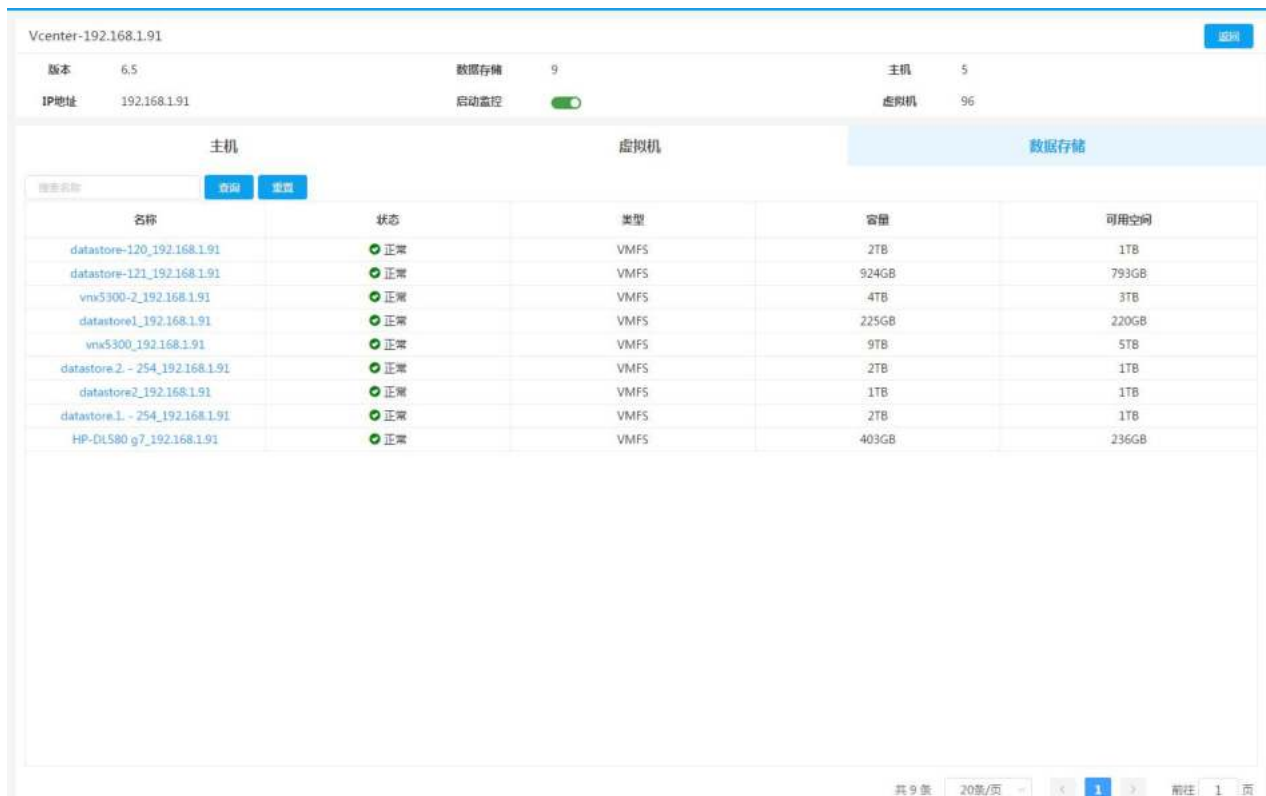 Vcenter-192.168.1.91 返回
版本 6.5 数据存储 9 主机 5
IP地址 192.168.1.91 启动监控 虚拟机 96
主机 虚拟机 数据存储
搜索名称 查询 重置
名称 状态 类型 容量 可用空间
datastore-120_192.168.1.91 正常 VMFS 2TB 1TB
datastore-121_192.168.1.91 正常 VMFS 924GB 793GB
vnx5300-2_192.168.1.91 正常 VMFS 4TB 3TB
datastore1_192.168.1.91 正常 VMFS 225GB 220GB
vnx5300_192.168.1.91 正常 VMFS 9TB 5TB
datastore.2. - 254_192.168.1.91 正常 VMFS 2TB 1TB
datastore2_192.168.1.91 正常 VMFS 1TB 1TB
datastore.1. - 254_192.168.1.91 正常 VMFS 2TB 1TB
HP-DL580 g7_192.168.1.91 正常 VMFS 403GB 236GB
共 9 条 20条/页 < 1 > 前往 1 页